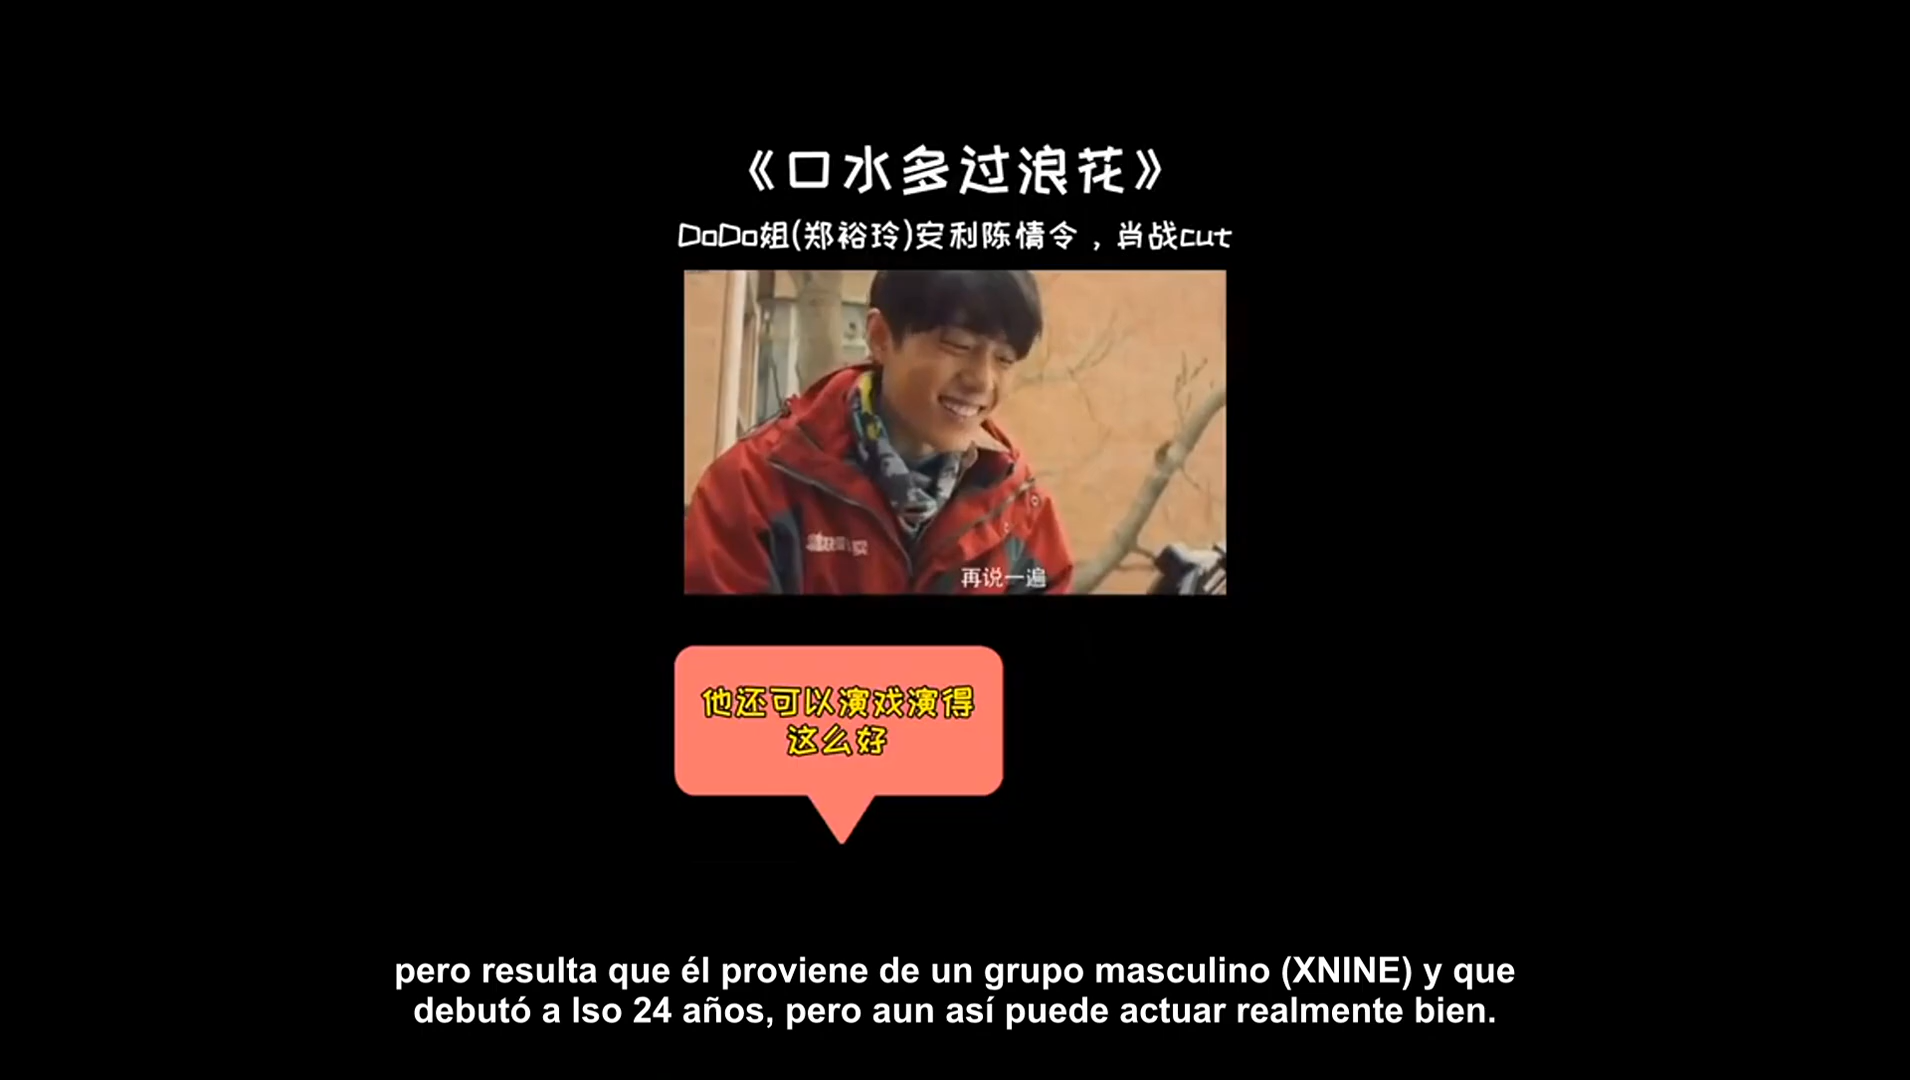 《口水多过浪花》
DoDo姐(郑裕玲)安利陈情令，肖战cut
再说一遍
他还可以演戏演得
这么好
pero resulta que él proviene de un grupo masculino (XNINE) y que
debutó a lso 24 años, pero aun así puede actuar realmente bien.